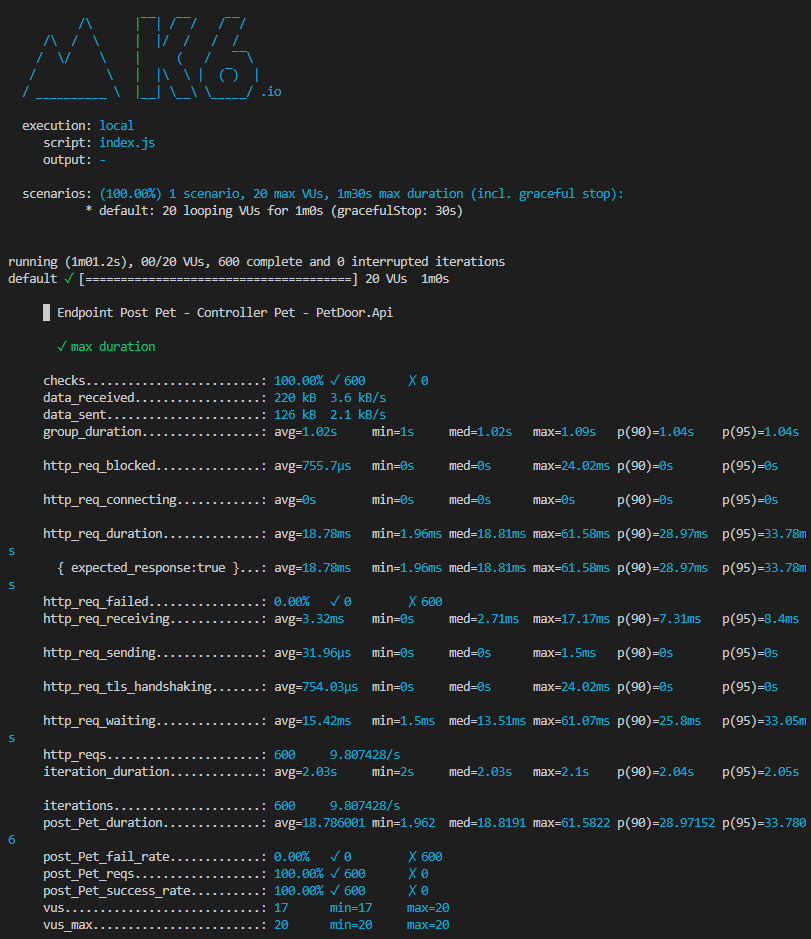 .io
execution: local
script: index.js
output: -
scenarios: (100.00%) 1 scenario, 20 max VUs, 1m30s max duration (incl. graceful stop):
* default: 20 looping VUs for 1m0s (gracefulStop: 30s)
running (1m01.2s), 00/20 VUs, 600 complete and 0 interrupted iterations
default ✓ [======================================] 20 VUs  1m0s
█ Endpoint Post Pet - Controller Pet - PetDoor.Api
✓ max duration
checks.........................: 100.00% ✓ 600      ✗ 0
data_received..................: 220 kB  3.6 kB/s
data_sent......................: 126 kB  2.1 kB/s
group_duration.................: avg=1.02s     min=1s     med=1.02s   max=1.09s   p(90)=1.04s    p(95)=1.04s
http_req_blocked...............: avg=755.7µs   min=0s     med=0s      max=24.02ms p(90)=0s       p(95)=0s
http_req_connecting............: avg=0s        min=0s     med=0s      max=0s      p(90)=0s       p(95)=0s
http_req_duration..............: avg=18.78ms   min=1.96ms med=18.81ms max=61.58ms p(90)=28.97ms  p(95)=33.78m
s
{ expected_response:true }...: avg=18.78ms   min=1.96ms med=18.81ms max=61.58ms p(90)=28.97ms  p(95)=33.78m
s
http_req_failed................: 0.00%   ✓ 0        ✗ 600
http_req_receiving.............: avg=3.32ms    min=0s     med=2.71ms  max=17.17ms p(90)=7.31ms   p(95)=8.4ms
http_req_sending...............: avg=31.96µs   min=0s     med=0s      max=1.5ms   p(90)=0s       p(95)=0s
http_req_tls_handshaking.......: avg=754.03µs  min=0s     med=0s      max=24.02ms p(90)=0s       p(95)=0s
http_req_waiting...............: avg=15.42ms   min=1.5ms  med=13.51ms max=61.07ms p(90)=25.8ms   p(95)=33.05m
s
http_reqs......................: 600     9.807428/s
iteration_duration.............: avg=2.03s     min=2s     med=2.03s   max=2.1s    p(90)=2.04s    p(95)=2.05s
iterations.....................: 600     9.807428/s
post_Pet_duration..............: avg=18.786001 min=1.962  med=18.8191 max=61.5822 p(90)=28.97152 p(95)=33.780
6
post_Pet_fail_rate.............: 0.00%   ✓ 0        ✗ 600
post_Pet_reqs..................: 100.00% ✓ 600      ✗ 0
post_Pet_success_rate..........: 100.00% ✓ 600      ✗ 0
vus............................: 17      min=17     max=20
vus_max........................: 20      min=20     max=20